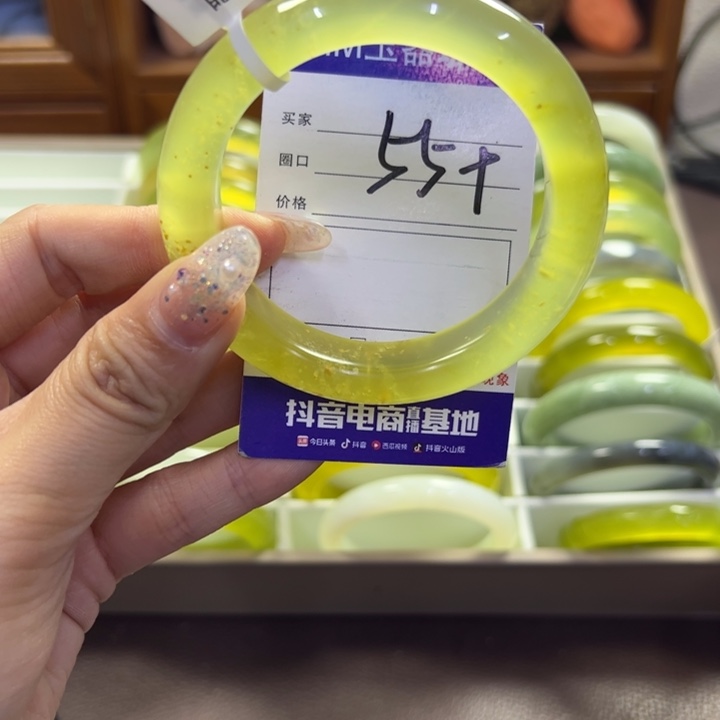 买家
圈口 55+
价格
抖音电商直播基地
今日头条 抖音 西瓜视频 抖音火山版